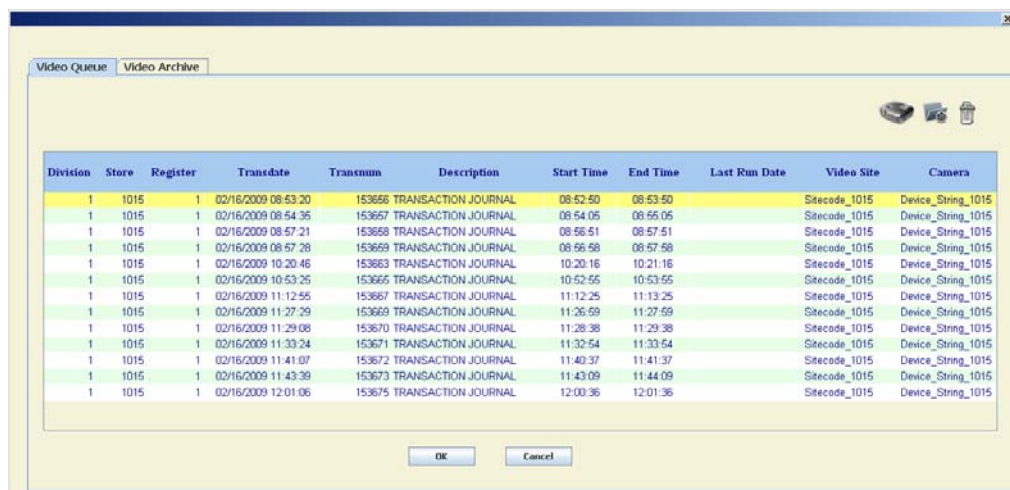 Video Queue Video Archive
Division Store Register Transdate Transnum Description Start Time End Time Last Run Date Video Site Camera
1 1015 1 02/16/2009 08:53:20 153656 TRANSACTION JOURNAL 08:52:50 08:53:50 Sitecode_1015 Device_String_1015
1 1015 1 02/16/2009 08:54:35 153657 TRANSACTION JOURNAL 08:54:05 08:55:05 Sitecode_1015 Device_String_1015
1 1015 1 02/16/2009 08:57:21 153658 TRANSACTION JOURNAL 08:56:51 08:57:51 Sitecode_1015 Device_String_1015
1 1015 1 02/16/2009 08:57:28 153659 TRANSACTION JOURNAL 08:56:58 08:57:58 Sitecode_1015 Device_String_1015
1 1015 1 02/16/2009 10:20:46 153663 TRANSACTION JOURNAL 10:20:16 10:21:16 Sitecode_1015 Device_String_1015
1 1015 1 02/16/2009 10:53:25 153665 TRANSACTION JOURNAL 10:52:55 10:53:55 Sitecode_1015 Device_String_1015
1 1015 1 02/16/2009 11:12:55 153667 TRANSACTION JOURNAL 11:12:25 11:13:25 Sitecode_1015 Device_String_1015
1 1015 1 02/16/2009 11:27:29 153669 TRANSACTION JOURNAL 11:26:59 11:27:59 Sitecode_1015 Device_String_1015
1 1015 1 02/16/2009 11:29:08 153670 TRANSACTION JOURNAL 11:28:38 11:29:38 Sitecode_1015 Device_String_1015
1 1015 1 02/16/2009 11:33:24 153671 TRANSACTION JOURNAL 11:32:54 11:33:54 Sitecode_1015 Device_String_1015
1 1015 1 02/16/2009 11:41:07 153672 TRANSACTION JOURNAL 11:40:37 11:41:37 Sitecode_1015 Device_String_1015
1 1015 1 02/16/2009 11:43:39 153673 TRANSACTION JOURNAL 11:43:09 11:44:09 Sitecode_1015 Device_String_1015
1 1015 1 02/16/2009 12:01:06 153675 TRANSACTION JOURNAL 12:00:36 12:01:36 Sitecode_1015 Device_String_1015
OK Cancel